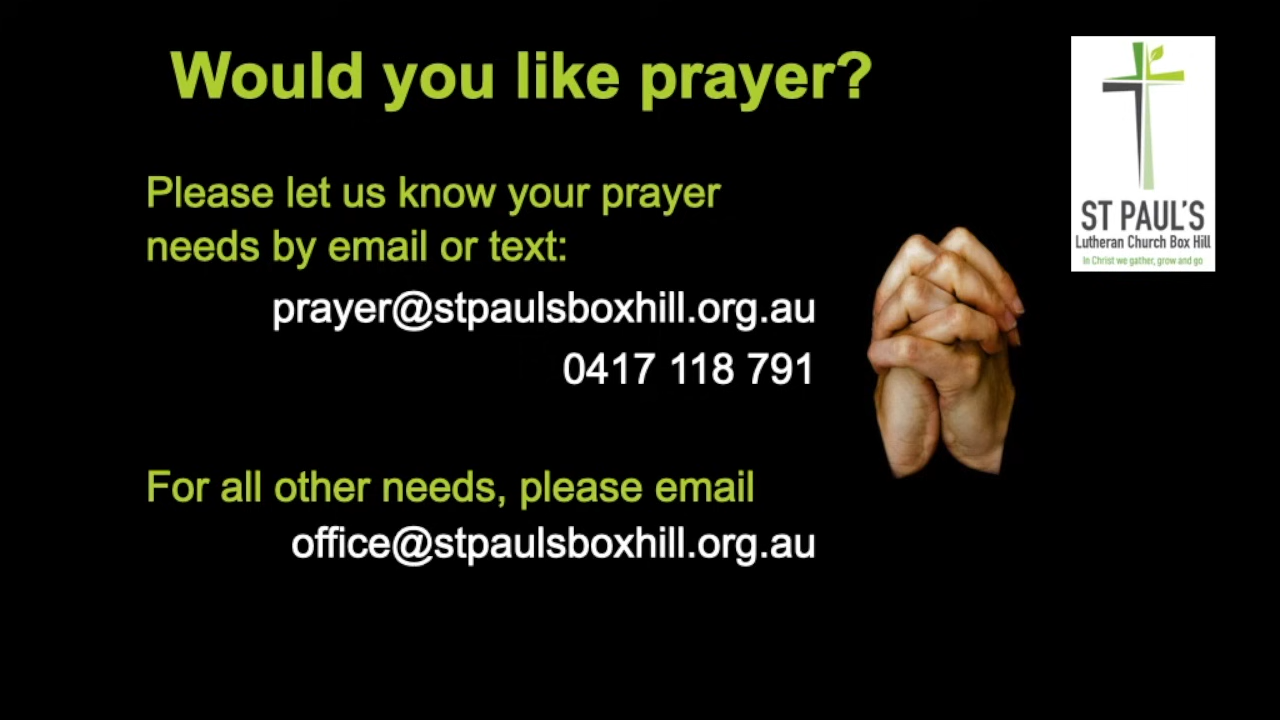 Would you like prayer?
Please let us know your prayer
needs by email or text:
prayer@stpaulsboxhill.org.au
0417 118 791
For all other needs, please email
office@stpaulsboxhill.org.au
ST PAUL'S
Lutheran Church Box Hill
In Christ we gather, grow and go